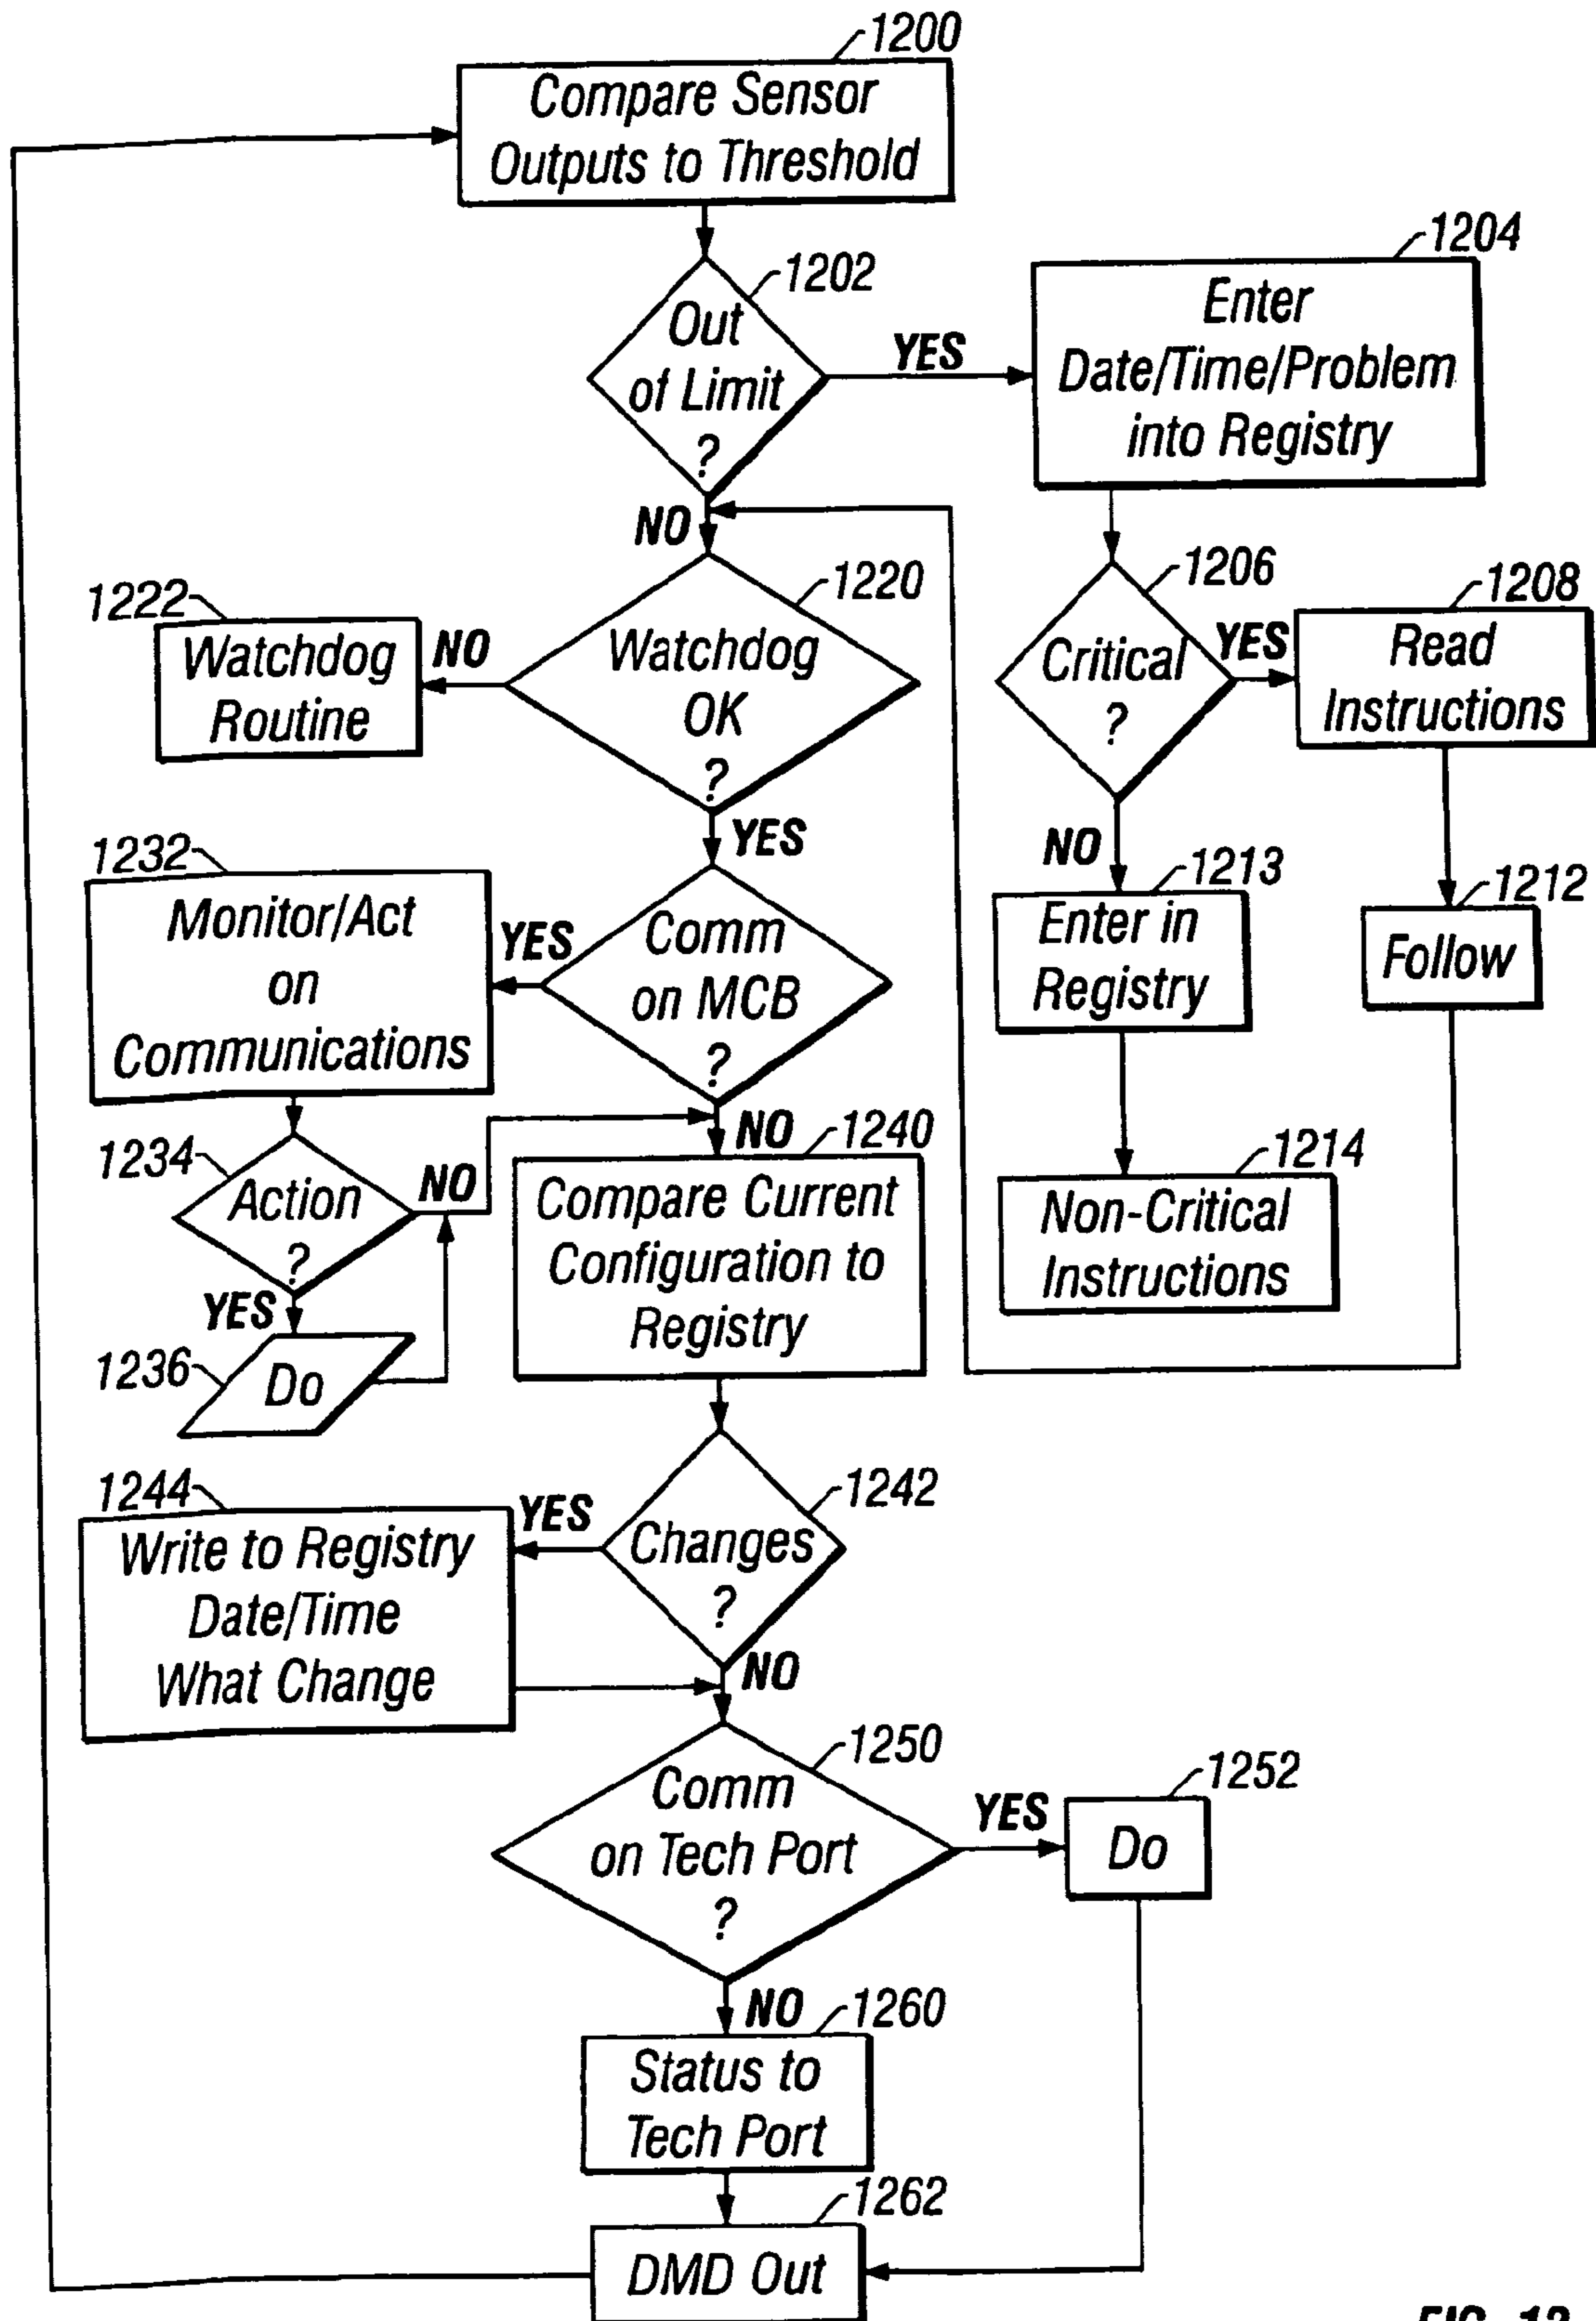 1200
Compare Sensor
Outputs to Threshold
1202
Out
of Limit
?
YES
1204
Enter
Date/Time/Problem
into Registry
NO
1206
Critical
?
YES
1208
Read
Instructions
1212
Follow
NO
1213
Enter in
Registry
1214
Non-Critical
Instructions
1220
Watchdog
OK
?
NO
1222
Watchdog
Routine
YES
Comm
on MCB
?
YES
1232
Monitor/Act
on
Communications
1234
Action
?
NO
YES
1236
Do
NO
1240
Compare Current
Configuration to
Registry
1242
Changes
?
YES
1244
Write to Registry
Date/Time
What Change
NO
1250
Comm
on Tech Port
?
YES
1252
Do
NO
1260
Status to
Tech Port
1262
DMD Out